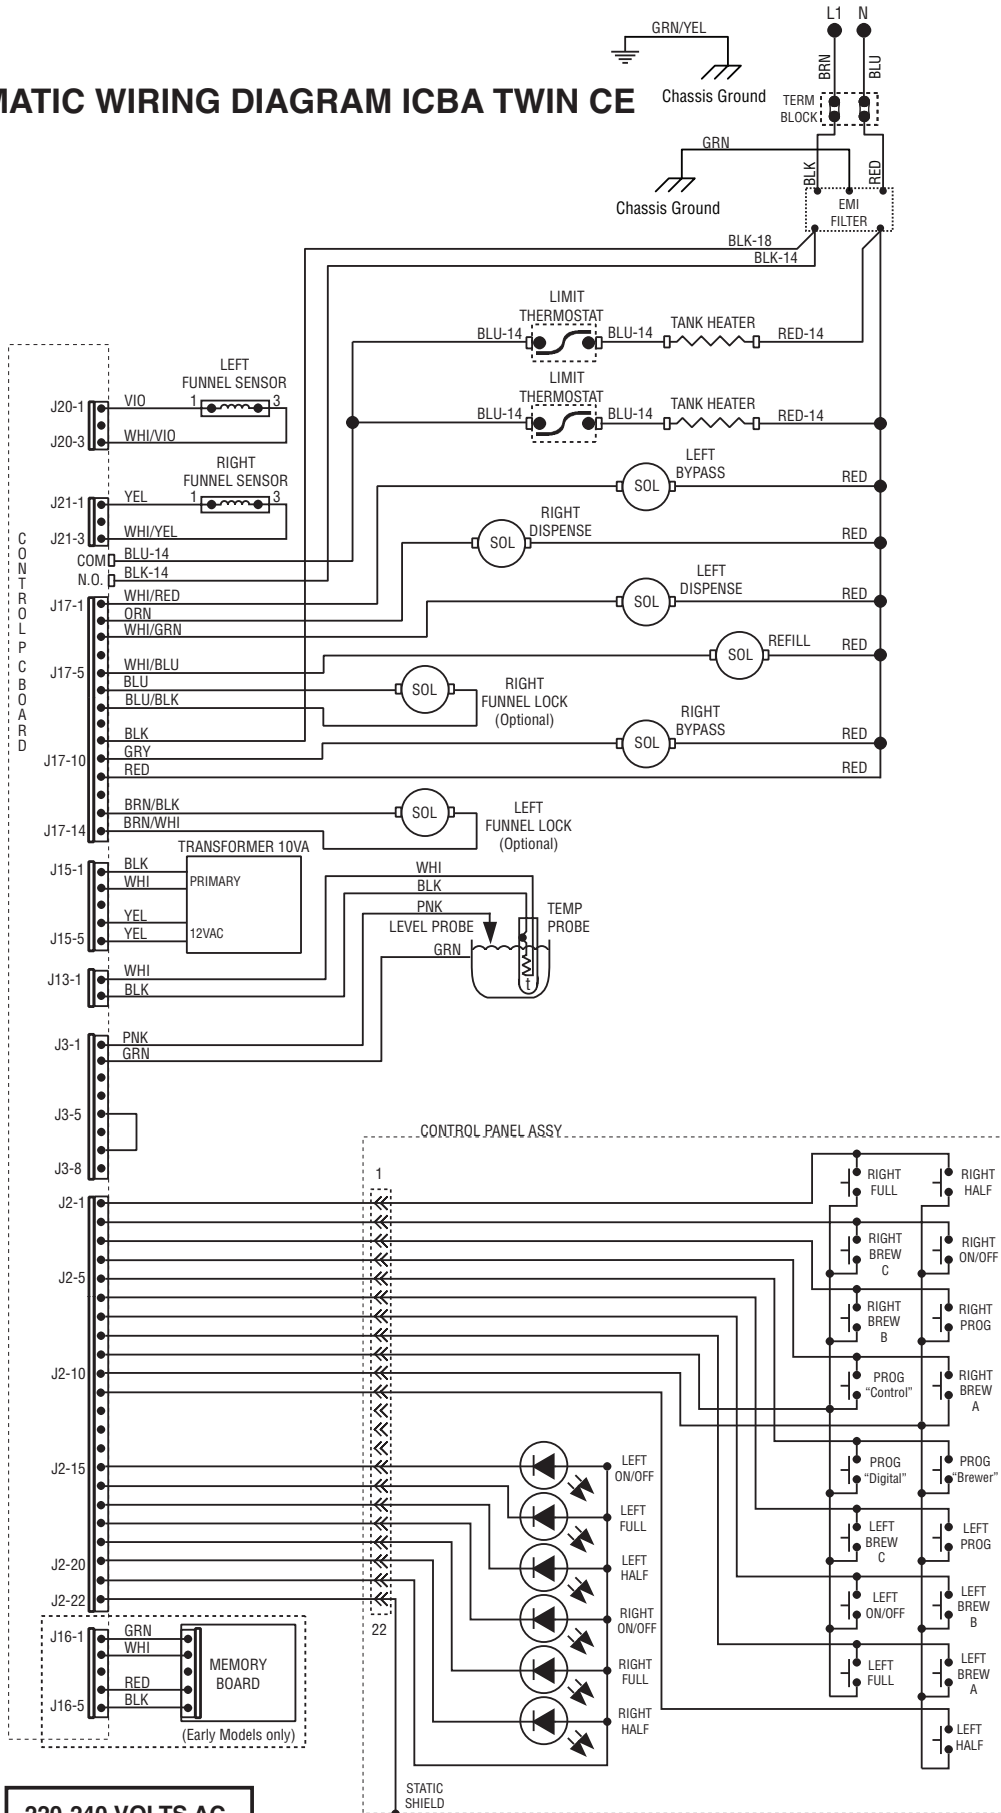 L1 N
GRN/YEL
BRN
BLU
MATIC WIRING DIAGRAM ICBA TWIN CE
Chassis Ground
TERM
BLOCK
GRN
BLK
RED
Chassis Ground
EMI
FILTER
BLK-18
BLK-14
LIMIT
THERMOSTAT
BLU-14
BLU-14
TANK HEATER
RED-14
LIMIT
THERMOSTAT
BLU-14
BLU-14
TANK HEATER
RED-14
CONTROL PC BOARD
LEFT
FUNNEL SENSOR
J20-1
VIO
1
3
J20-3
WHI/VIO
RIGHT
FUNNEL SENSOR
J21-1
YEL
1
3
J21-3
WHI/YEL
COM
BLU-14
N.O.
BLK-14
LEFT
BYPASS
SOL
RED
RIGHT
DISPENSE
SOL
RED
LEFT
DISPENSE
SOL
RED
J17-1
WHI/RED
ORN
WHI/GRN
REFILL
SOL
RED
J17-5
WHI/BLU
BLU
BLU/BLK
SOL
RIGHT
FUNNEL LOCK
(Optional)
RIGHT
BYPASS
SOL
RED
BLK
GRY
J17-10
RED
RED
BRN/BLK
J17-14
BRN/WHI
SOL
LEFT
FUNNEL LOCK
(Optional)
TRANSFORMER 10VA
J15-1
BLK
WHI
PRIMARY
YEL
J15-5
YEL
12VAC
WHI
BLK
PNK
LEVEL PROBE
TEMP
PROBE
GRN
t
J13-1
WHI
BLK
J3-1
PNK
GRN
J3-5
J3-8
CONTROL PANEL ASSY
1
J2-1
J2-5
J2-10
J2-15
J2-20
J2-22
22
RIGHT
FULL
RIGHT
HALF
RIGHT
BREW
C
RIGHT
ON/OFF
RIGHT
BREW
B
RIGHT
PROG
PROG
“Control”
RIGHT
BREW
A
PROG
“Digital”
PROG
“Brewer”
LEFT
BREW
C
LEFT
PROG
LEFT
ON/OFF
LEFT
BREW
B
LEFT
FULL
LEFT
BREW
A
LEFT
HALF
LEFT
ON/OFF
LEFT
FULL
LEFT
HALF
RIGHT
ON/OFF
RIGHT
FULL
RIGHT
HALF
J16-1
GRN
WHI
RED
J16-5
BLK
MEMORY
BOARD
(Early Models only)
STATIC
SHIELD
220-240 VOLTS AC